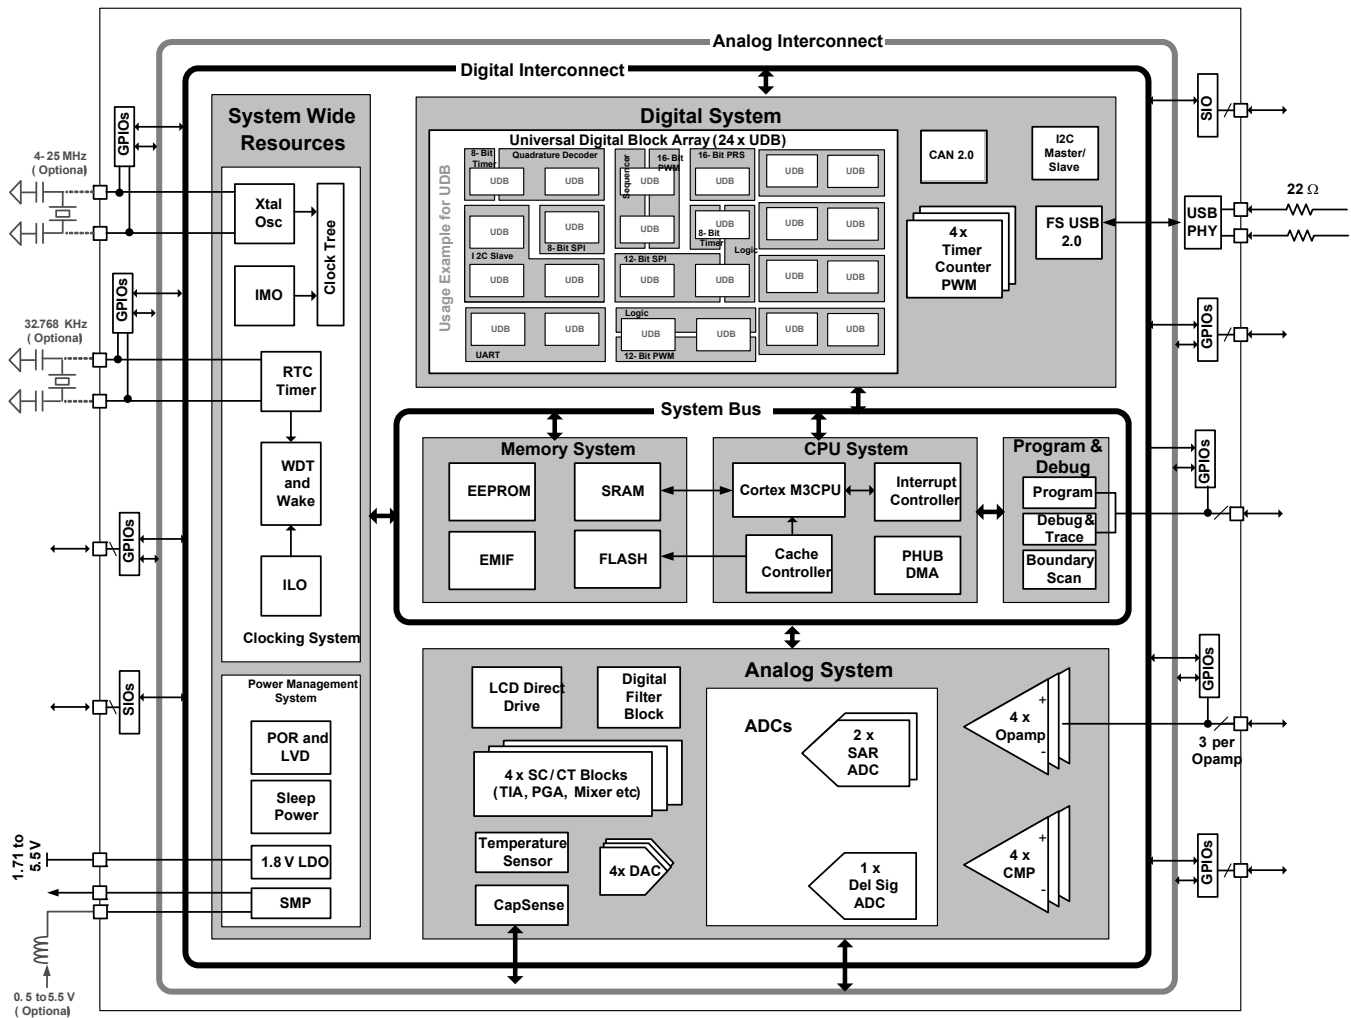 Analog Interconnect
Digital Interconnect
System Wide
Resources
4- 25 MHz
( Optional)
GPIOs
Xtal
Osc
IMO
Clock Tree
32.768 KHz
( Optional)
GPIOs
RTC
Timer
WDT
and
Wake
ILO
Clocking System
GPIOs
SIOs
Power Management
System
POR and
LVD
Sleep
Power
1.8 V LDO
SMP
1.71 to
5.5V
0. 5 to 5.5 V
( Optional)
Digital System
Universal Digital Block Array (24 x UDB)
Usage Example for UDB
8- Bit
Timer
Quadrature Decoder
Sequencer
16- Bit
PWM
16- Bit PRS
UDB
UDB
UDB
UDB
UDB
UDB
UDB
UDB
UDB
UDB
UDB
UDB
8- Bit SPI
8- Bit
Timer
Logic
I 2C Slave
12- Bit SPI
UDB
UDB
UDB
UDB
UDB
UDB
Logic
UDB
UDB
UDB
UDB
UDB
UDB
UART
12- Bit PWM
CAN 2.0
I2C
Master/
Slave
4 x
Timer
Counter
PWM
FS USB
2.0
System Bus
Memory System
EEPROM
SRAM
EMIF
FLASH
CPU System
Cortex M3CPU
Interrupt
Controller
Cache
Controller
PHUB
DMA
Program &
Debug
Program
Debug &
Trace
Boundary
Scan
Analog System
LCD Direct
Drive
Digital
Filter
Block
4 x SC/ CT Blocks
(TIA, PGA, Mixer etc)
Temperature
Sensor
4x DAC
CapSense
ADCs
2 x
SAR
ADC
1 x
Del Sig
ADC
+
4 x
Opamp
-
+
4 x
CMP
-
SIO
USB
PHY
22 Ω
GPIOs
GPIOs
GPIOs
3 per
Opamp
GPIOs